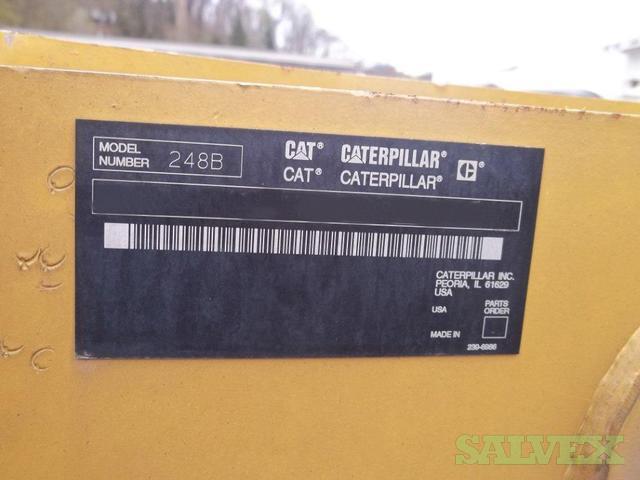 MODEL NUMBER 248B
CAT® CATERPILLAR® C®
CAT® CATERPILLAR®
CATERPILLAR INC.
PEORIA, IL 61629
USA
USA
PARTS ORDER
MADE IN
239-6986
SALVEX